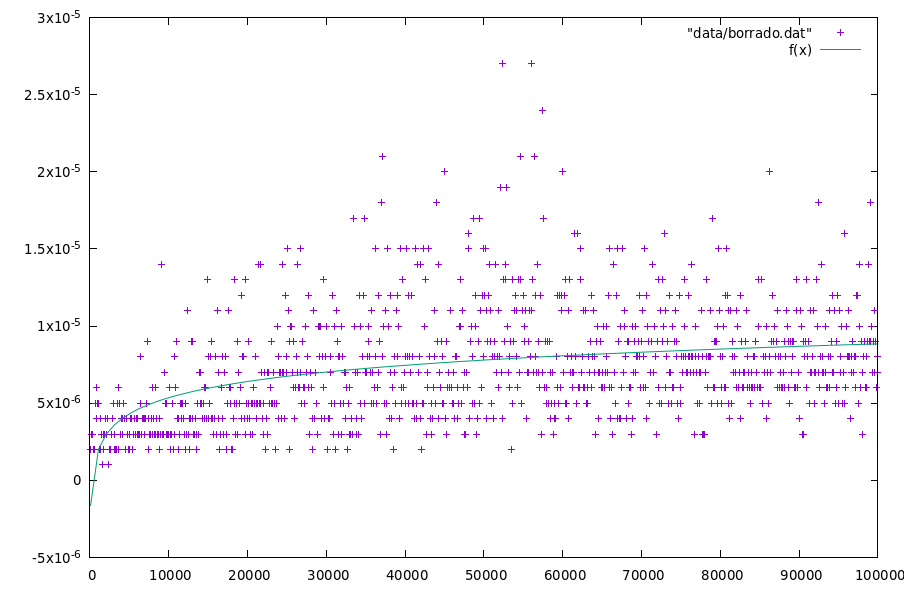 3x10⁻⁵
"data/borrado.dat"
f(x)
2.5x10⁻⁵
2x10⁻⁵
1.5x10⁻⁵
1x10⁻⁵
5x10⁻⁶
0
-5x10⁻⁶
0 10000 20000 30000 40000 50000 60000 70000 80000 90000 100000